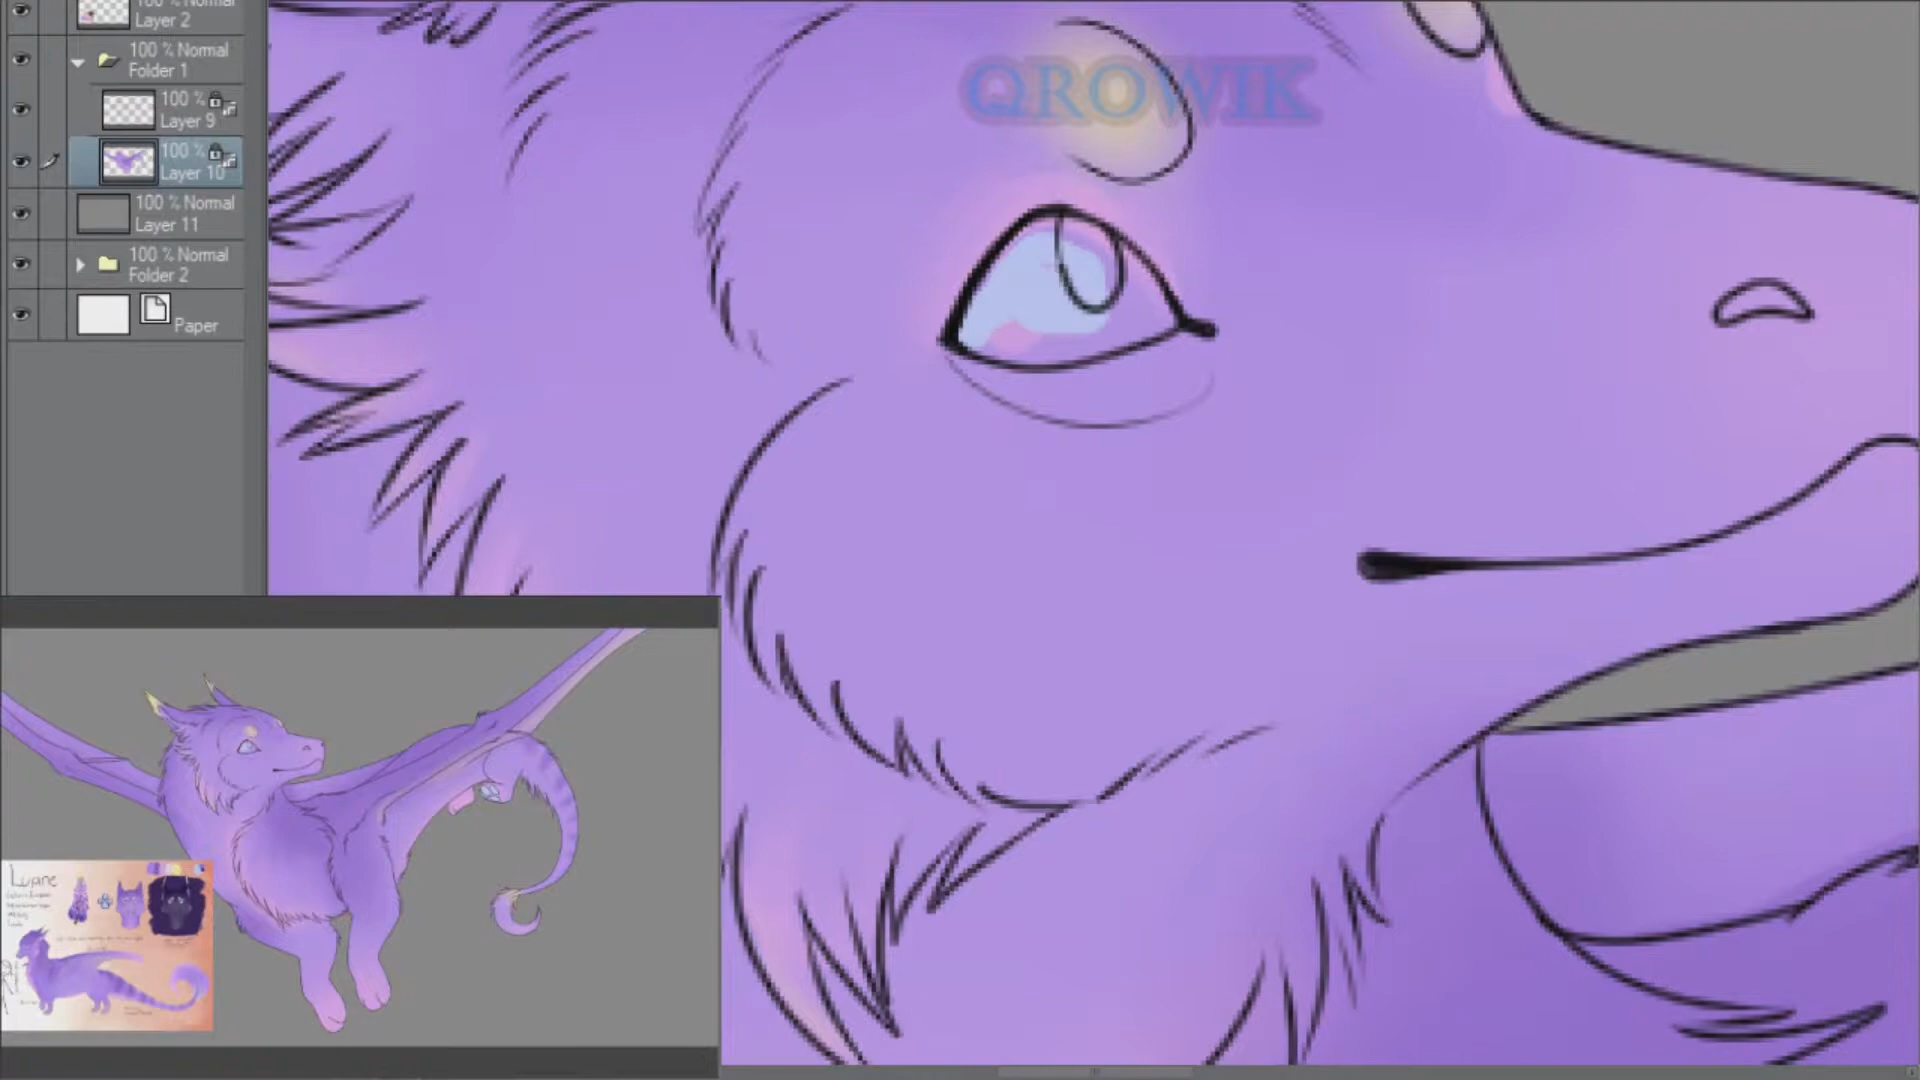 100 % Normal
Layer 2
100 % Normal
Folder 1
100 %
Layer 9
100 %
Layer 10
100 % Normal
Layer 11
100 % Normal
Folder 2
Paper
QROWIK
Lupine